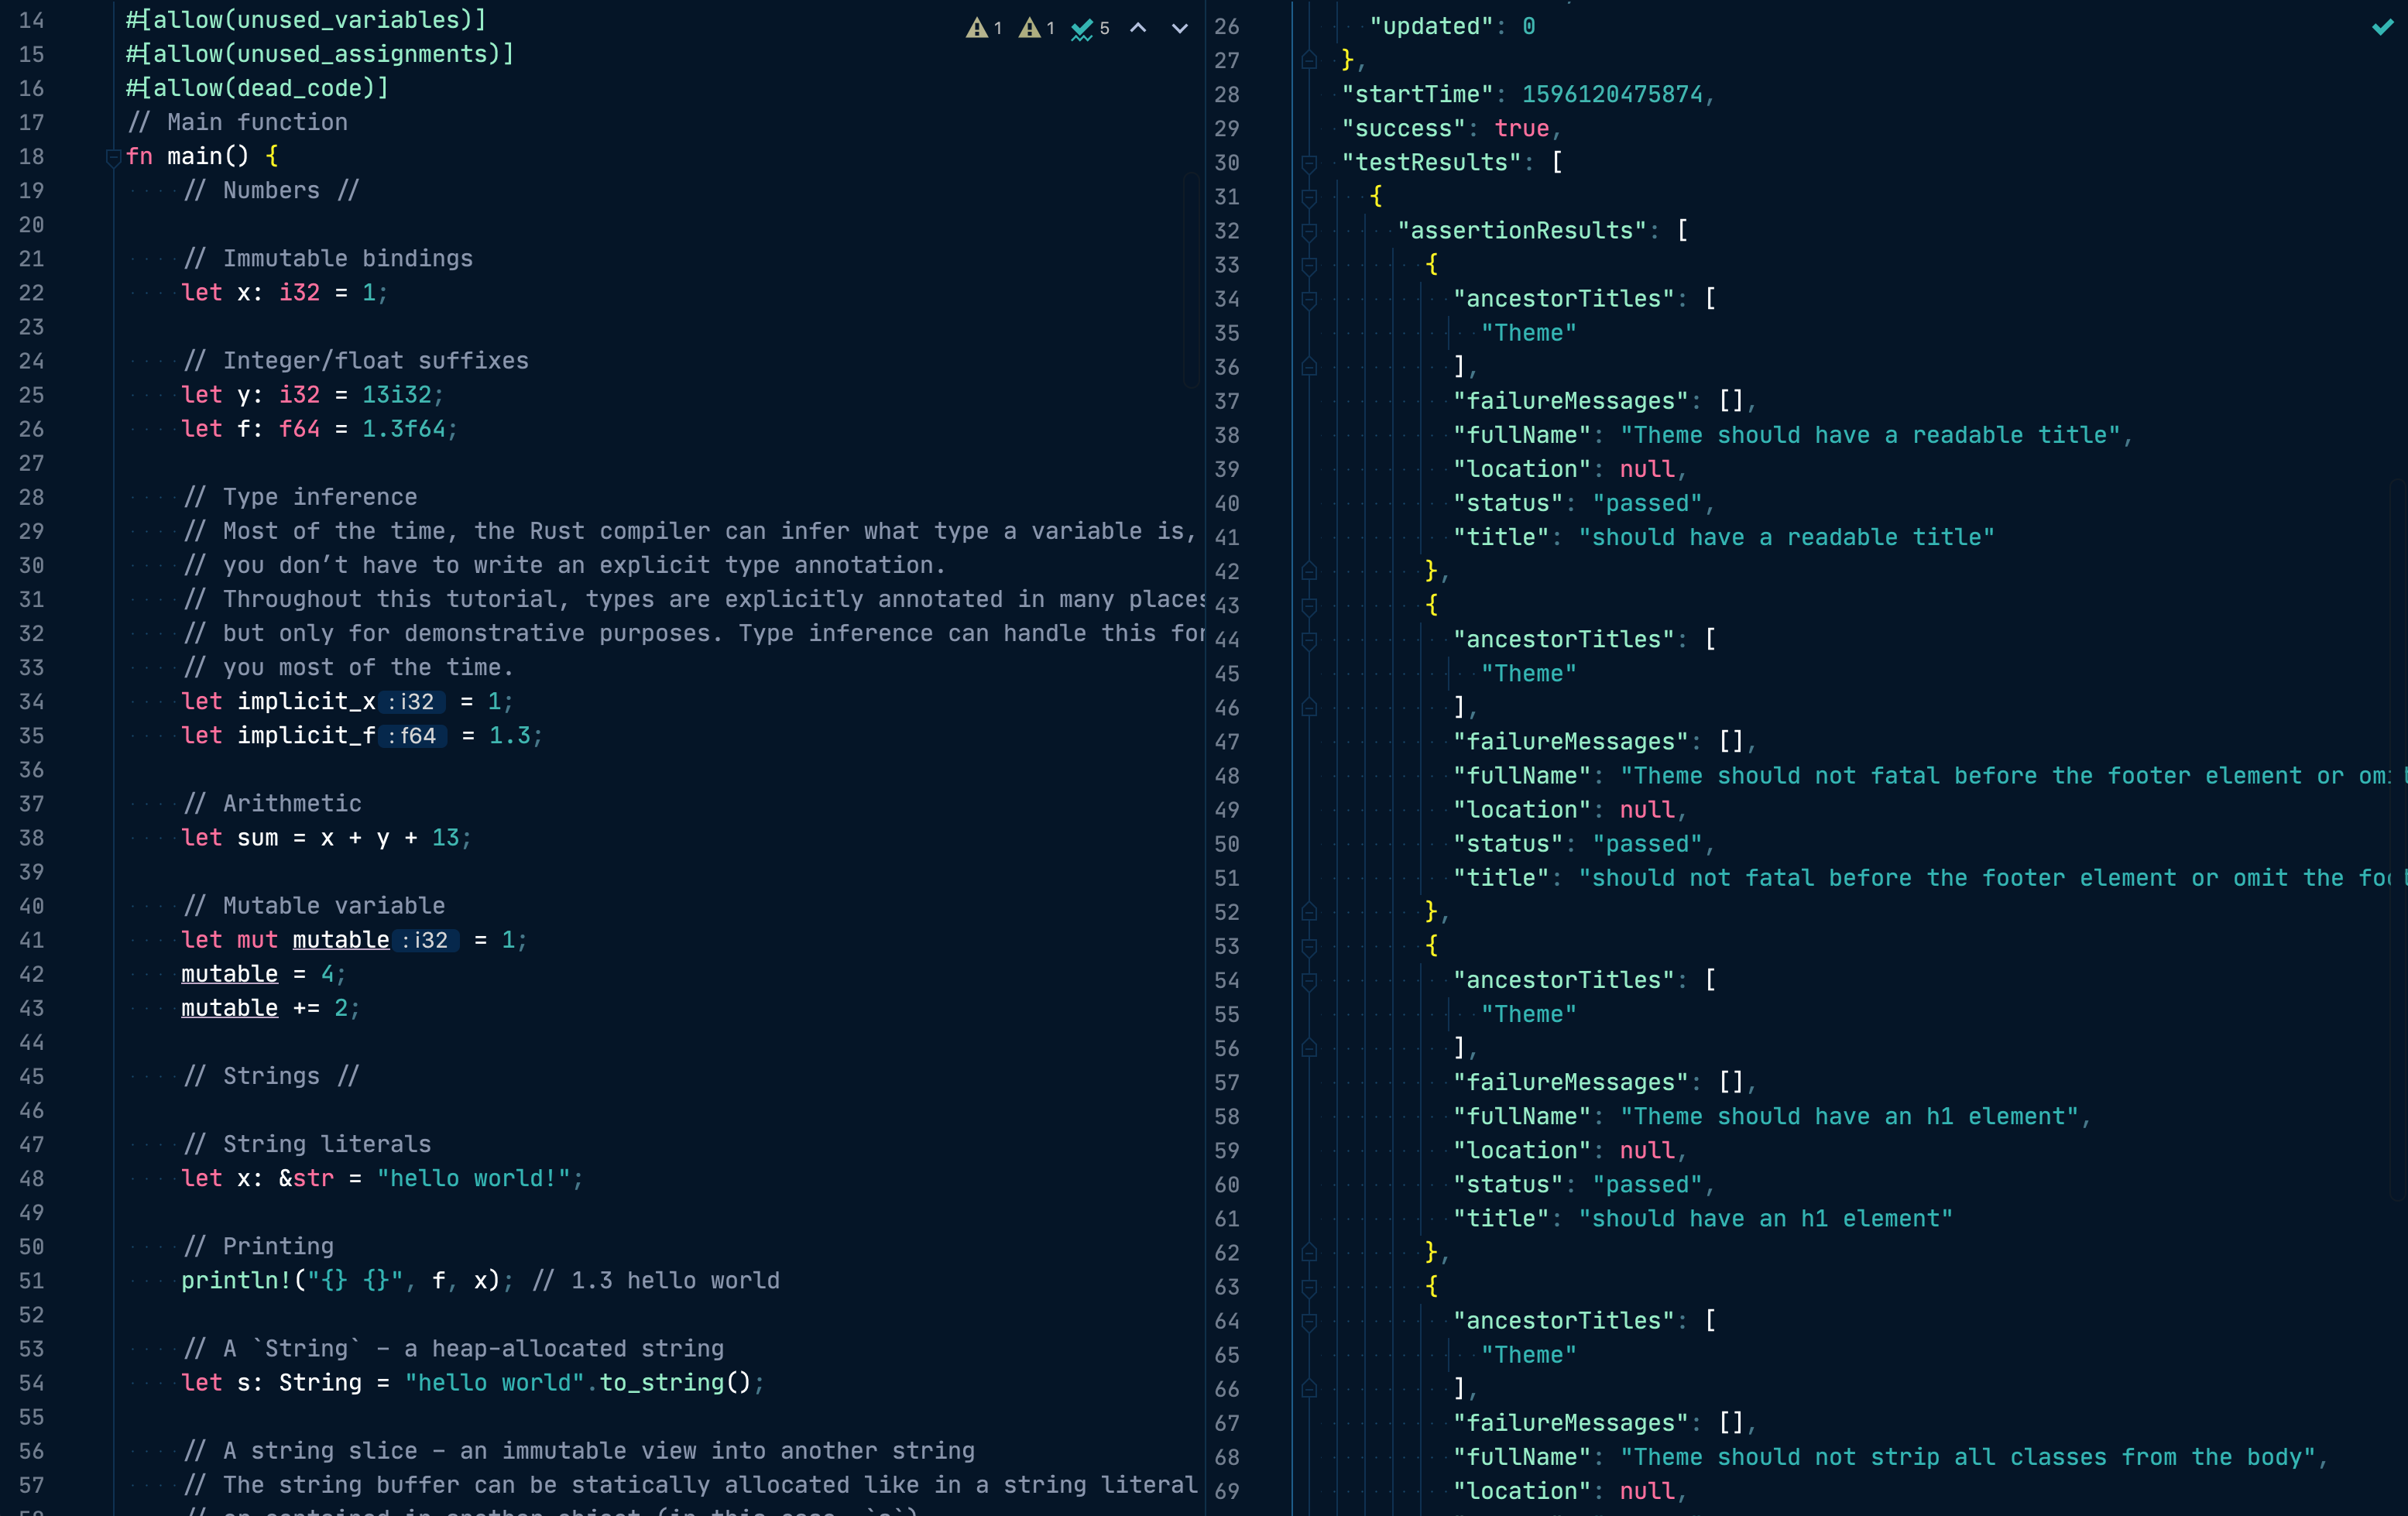 14 #[allow(unused_variables)]
15 #[allow(unused_assignments)]
16 #[allow(dead_code)]
17 // Main function
18 fn main() {
19 // Numbers //
20
21 // Immutable bindings
22 let x: i32 = 1;
23
24 // Integer/float suffixes
25 let y: i32 = 13i32;
26 let f: f64 = 1.3f64;
27
28 // Type inference
29 // Most of the time, the Rust compiler can infer what type a variable is,
30 // you don’t have to write an explicit type annotation.
31 // Throughout this tutorial, types are explicitly annotated in many places
32 // but only for demonstrative purposes. Type inference can handle this for
33 // you most of the time.
34 let implicit_x : i32 = 1;
35 let implicit_f : f64 = 1.3;
36
37 // Arithmetic
38 let sum = x + y + 13;
39
40 // Mutable variable
41 let mut mutable : i32 = 1;
42 mutable = 4;
43 mutable += 2;
44
45 // Strings //
46
47 // String literals
48 let x: &str = "hello world!";
49
50 // Printing
51 println!("{} {}", f, x); // 1.3 hello world
52
53 // A `String` – a heap-allocated string
54 let s: String = "hello world".to_string();
55
56 // A string slice – an immutable view into another string
57 // The string buffer can be statically allocated like in a string literal
1 1 5
26 "updated": 0
27 },
28 "startTime": 1596120475874,
29 "success": true,
30 "testResults": [
31 {
32 "assertionResults": [
33 {
34 "ancestorTitles": [
35 "Theme"
36 ],
37 "failureMessages": [],
38 "fullName": "Theme should have a readable title",
39 "location": null,
40 "status": "passed",
41 "title": "should have a readable title"
42 },
43 {
44 "ancestorTitles": [
45 "Theme"
46 ],
47 "failureMessages": [],
48 "fullName": "Theme should not fatal before the footer element or
49 "location": null,
50 "status": "passed",
51 "title": "should not fatal before the footer element or omit the
52 },
53 {
54 "ancestorTitles": [
55 "Theme"
56 ],
57 "failureMessages": [],
58 "fullName": "Theme should have an h1 element",
59 "location": null,
60 "status": "passed",
61 "title": "should have an h1 element"
62 },
63 {
64 "ancestorTitles": [
65 "Theme"
66 ],
67 "failureMessages": [],
68 "fullName": "Theme should not strip all classes from the body",
69 "location": null,